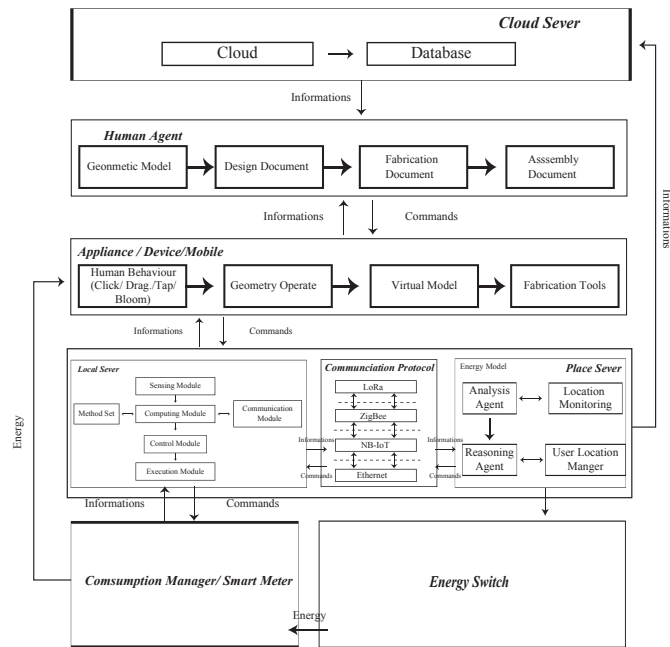 Cloud Sever
Cloud
Database
Informations
Human Agent
Geonmetic Model
Design Document
Fabrication
Document
Asssembly
Document
Informations
Commands
Appliance / Device/Mobile
Human Behaviour
(Click/ Drag./Tap/
Bloom)
Geometry Operate
Virtual Model
Fabrication Tools
Informations
Commands
Local Sever
Sensing Module
Method Set
Computing Module
Communication
Module
Control Module
Execution Module
Informations
Commands
Communciation Protocol
LoRa
ZigBee
NB-IoT
Ethernet
Informations
Commands
Energy Model
Place Sever
Analysis
Agent
Location
Monitoring
Reasoning
Agent
User Location
Manger
Informations
Energy
Informations
Commands
Comsumption Manager/ Smart Meter
Energy
Energy Switch